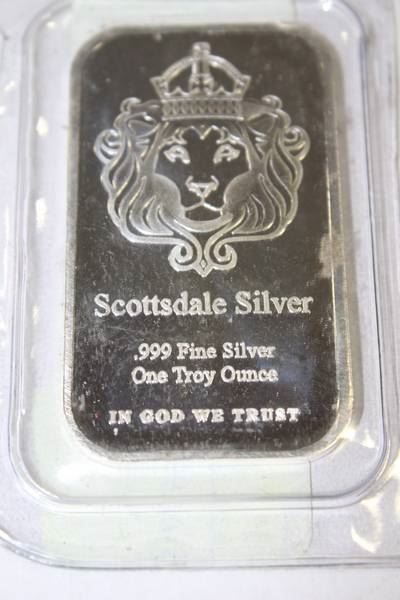 Scottsdale Silver
.999 Fine Silver
One Troy Ounce
IN GOD WE TRUST